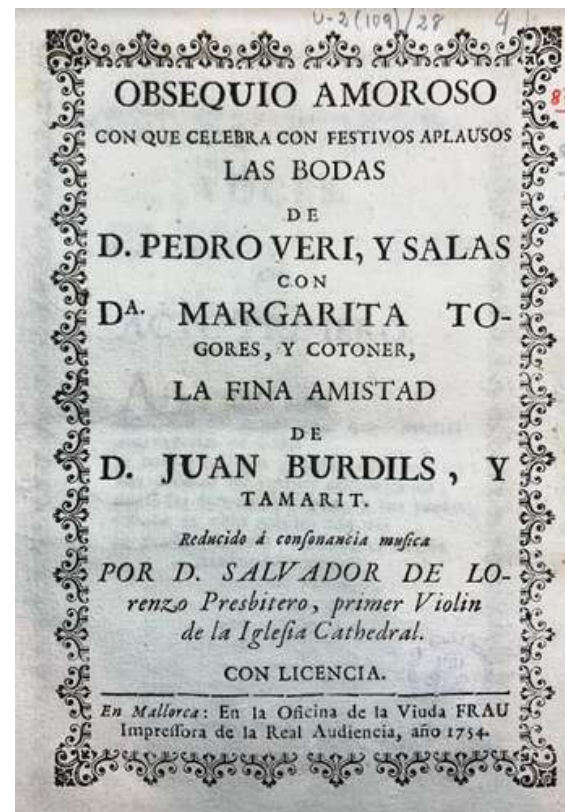 U-2(109)/28
OBSEQUIO AMOROSO
CON QUE CELEBRA CON FESTIVOS APLAUSOS
LAS BODAS
DE
D. PEDRO VERI, Y SALAS
CON
Dᴬ. MARGARITA TO-
GORES, Y COTONER,
LA FINA AMISTAD
DE
D. JUAN BURDILS, Y
TAMARIT.
Reducido á conſonancia muſica
POR D. SALVADOR DE LO-
renzo Presbitero, primer Violin
de la Igleſia Cathedral.
CON LICENCIA.
En Mallorca: En la Oficina de la Viuda FRAU
Impreſſora de la Real Audiencia, año 1754.